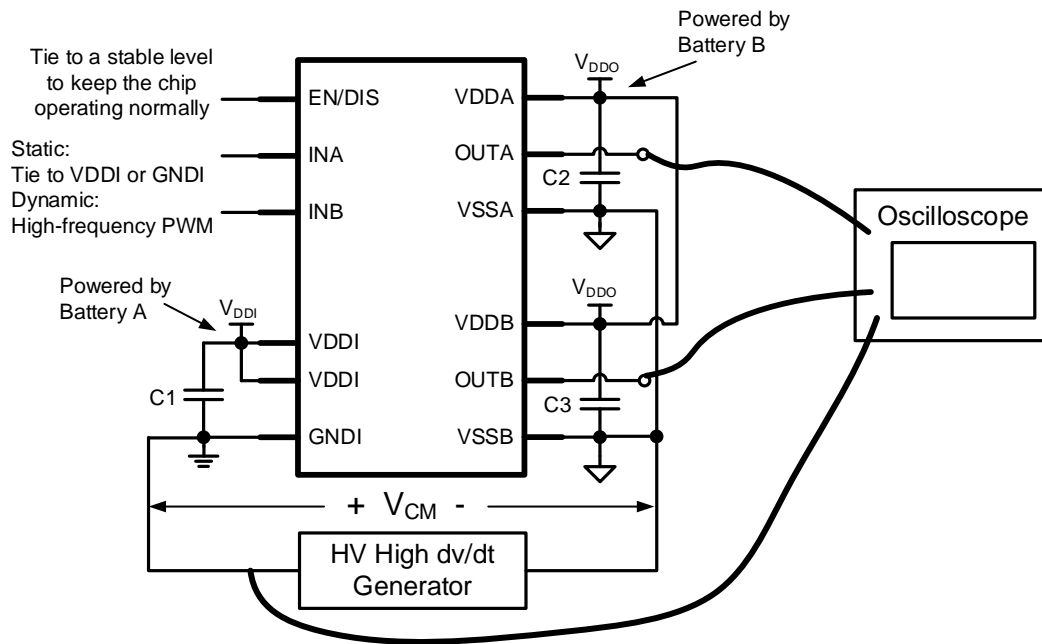 Powered by
Battery B
Tie to a stable level
to keep the chip
operating normally
VDDO
EN/DIS
VDDA
Static:
Tie to VDDI or GNDI
Dynamic:
High-frequency PWM
INA
OUTA
C2
INB
VSSA
Oscilloscope
Powered by
Battery A
VDDI
VDDO
VDDI
VDDB
VDDI
OUTB
C1
C3
GNDI
VSSB
+ VCM -
HV High dv/dt
Generator